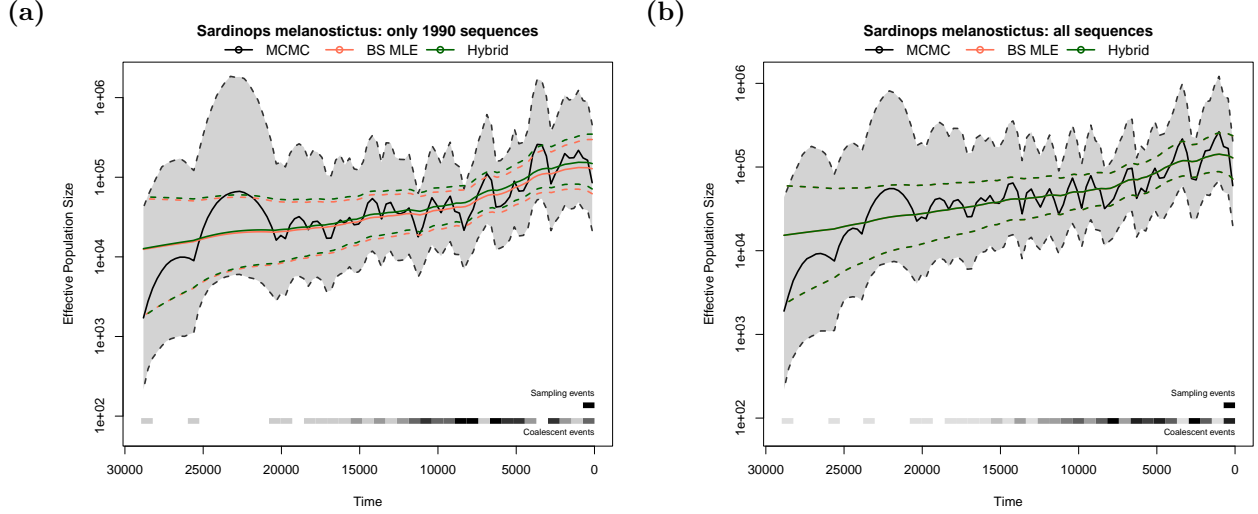 (a)
Sardinops melanostictus: only 1990 sequences
MCMC BS MLE Hybrid
Effective Population Size
1e+06
1e+05
1e+04
1e+03
1e+02
Sampling events
Coalescent events
30000 25000 20000 15000 10000 5000 0
Time
(b)
Sardinops melanostictus: all sequences
MCMC BS MLE Hybrid
Effective Population Size
1e+06
1e+05
1e+04
1e+03
1e+02
Sampling events
Coalescent events
30000 25000 20000 15000 10000 5000 0
Time